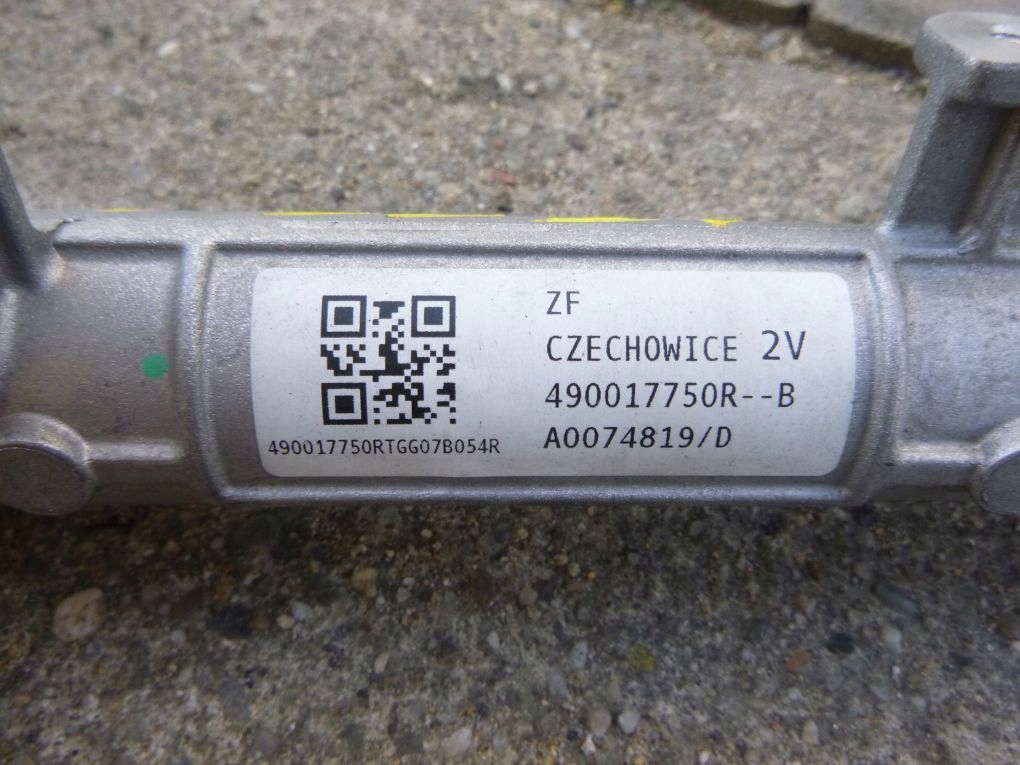 ZF
CZECHOWICE 2V
490017750R--B
A0074819/D
490017750RTGG07B054R